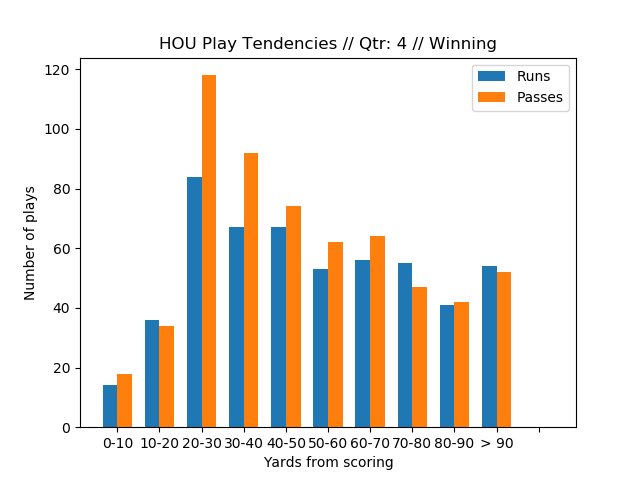 HOU Play Tendencies // Qtr: 4 // Winning
Runs
Passes
Number of plays
120
100
80
60
40
20
0
0-10 10-20 20-30 30-40 40-50 50-60 60-70 70-80 80-90 > 90
Yards from scoring